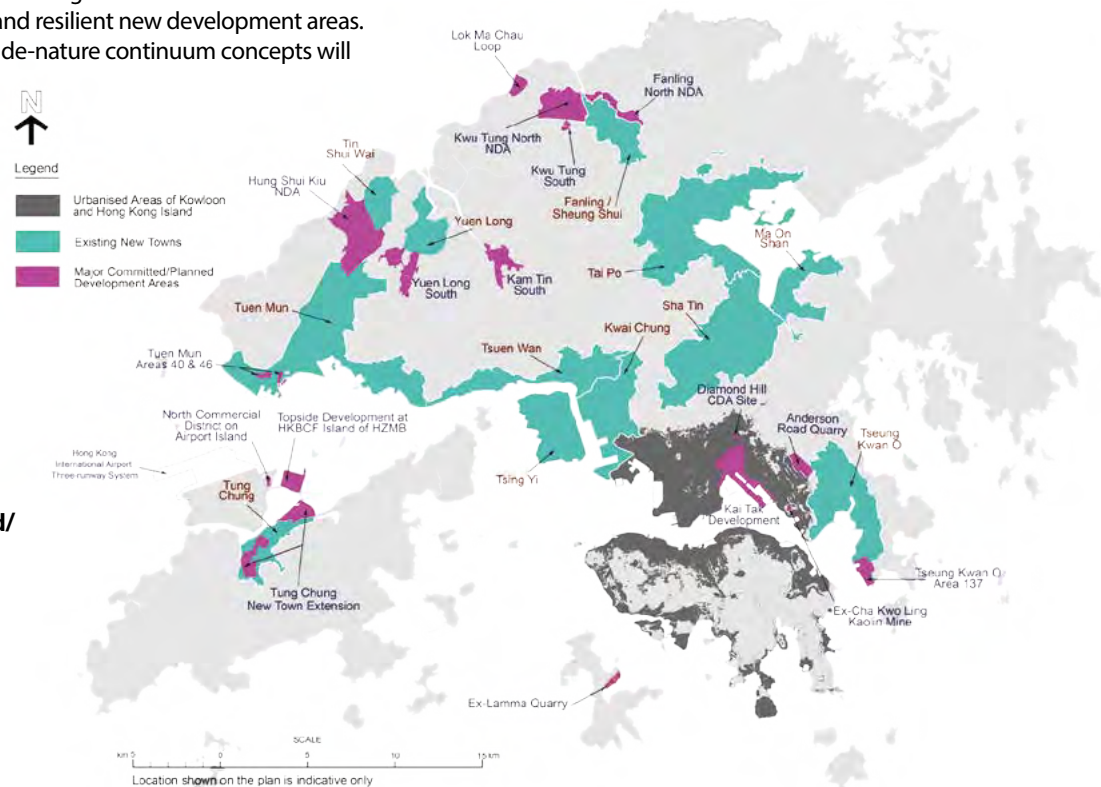 and resilient new development areas.
de-nature continuum concepts will
N
Legend
Urbanised Areas of Kowloon
and Hong Kong Island
Existing New Towns
Major Committed/Planned
Development Areas
Lok Ma Chau
Loop
Fanling
North NDA
Kwu Tung North
NDA
Kwu Tung
South
Fanling /
Sheung Shui
Tin
Shui Wai
Hung Shui Kiu
NDA
Yuen Long
Yuen Long
South
Kam Tin
South
Tai Po
Ma On
Shan
Tuen Mun
Sha Tin
Kwai Chung
Tsuen Wan
Tuen Mun
Areas 40 & 46
Diamond Hill
CDA Site
North Commercial
District on
Airport Island
Topside Development at
HKBCF Island of HZMB
Anderson
Road Quarry
Tseung
Kwan O
Hong Kong
International Airport
Three-runway System
Tsing Yi
Tung
Chung
Kai Tak
Development
d/
Tung Chung
New Town Extension
Tseung Kwan O
Area 137
Ex-Cha Kwo Ling
Kaolin Mine
Ex-Lamma Quarry
SCALE
km 5 0 5 10 15 km
Location shown on the plan is indicative only